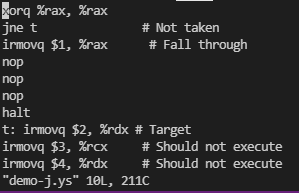 xorq %rax, %rax
jne t # Not taken
irmovq $1, %rax # Fall through
nop
nop
nop
halt
t: irmovq $2, %rdx # Target
irmovq $3, %rcx # Should not execute
irmovq $4, %rdx # Should not execute
"demo-j.ys" 10L, 211C